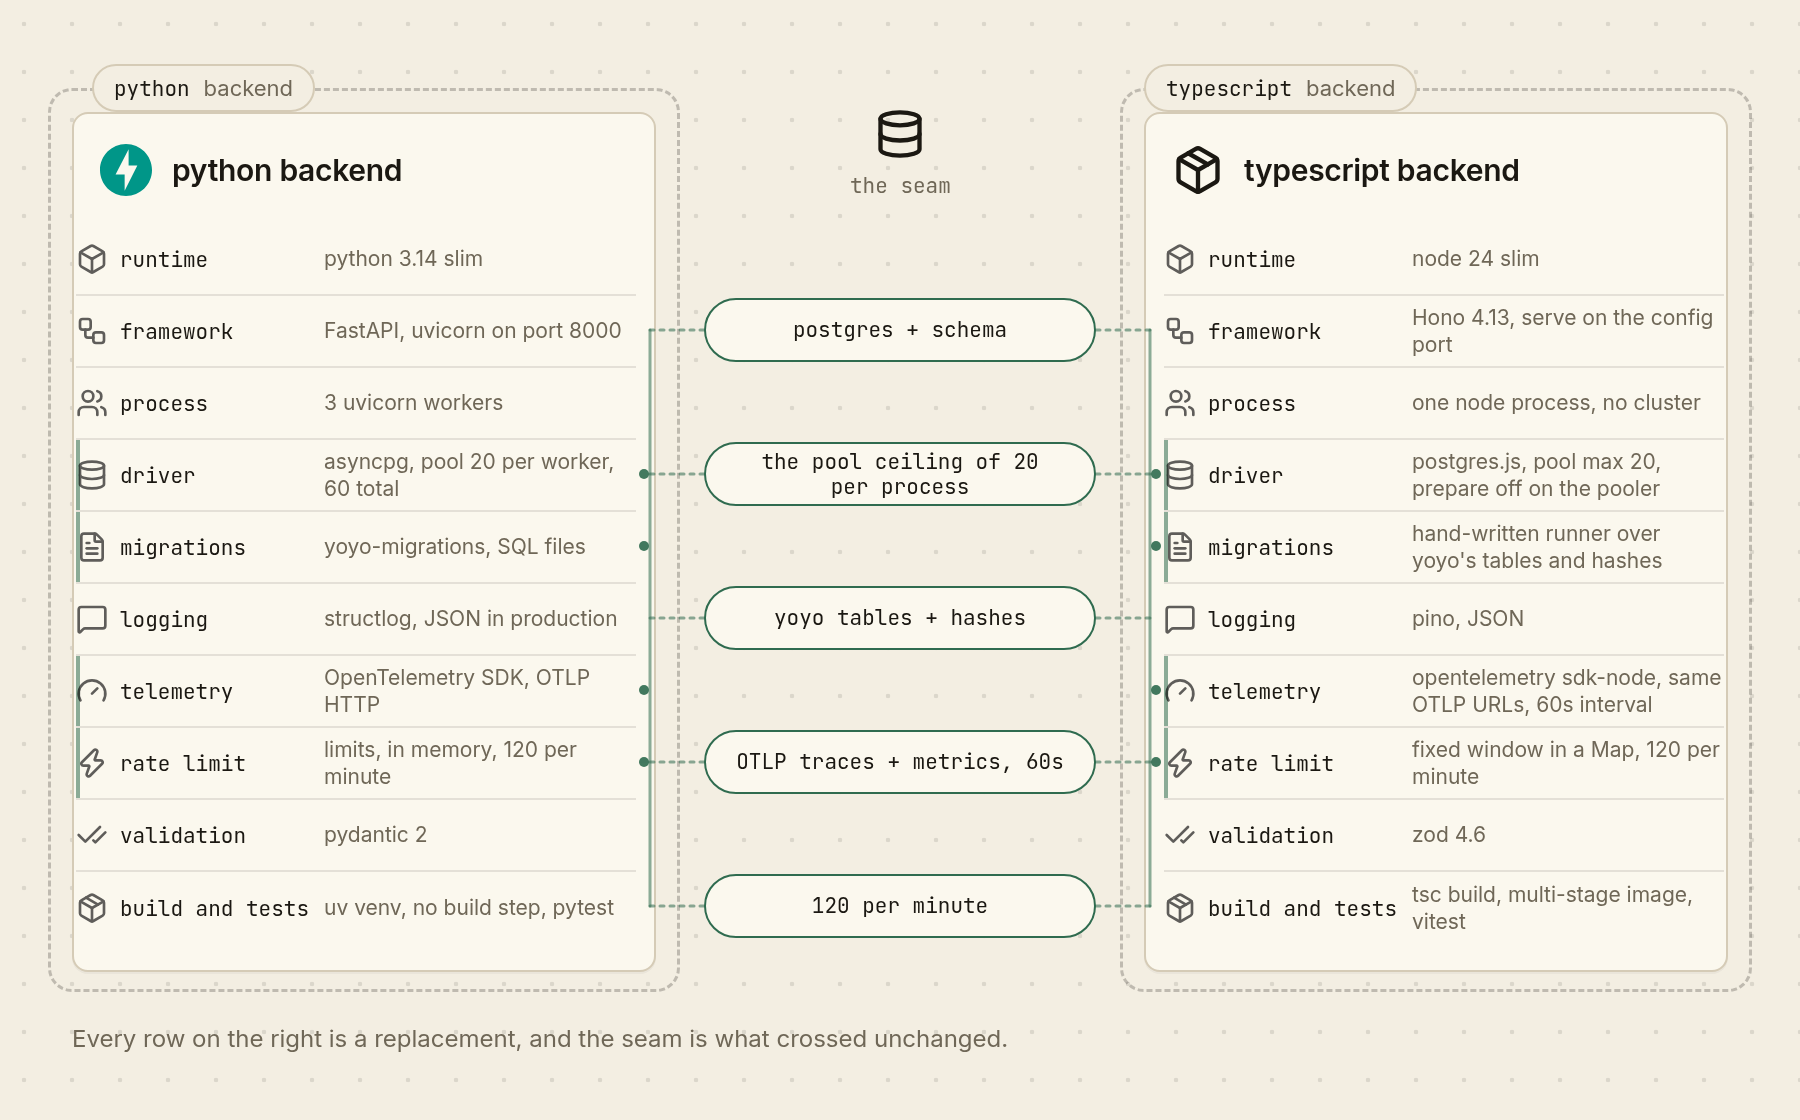 python backend
python backend
runtime python 3.14 slim
framework FastAPI, uvicorn on port 8000
process 3 uvicorn workers
driver asyncpg, pool 20 per worker,
60 total
migrations yoyo-migrations, SQL files
logging structlog, JSON in production
telemetry OpenTelemetry SDK, OTLP
HTTP
rate limit limits, in memory, 120 per
minute
validation pydantic 2
build and tests uv venv, no build step, pytest
the seam
postgres + schema
the pool ceiling of 20
per process
yoyo tables + hashes
OTLP traces + metrics, 60s
120 per minute
typescript backend
typescript backend
runtime node 24 slim
framework Hono 4.13, serve on the config
port
process one node process, no cluster
driver postgres.js, pool max 20,
prepare off on the pooler
migrations hand-written runner over
yoyo's tables and hashes
logging pino, JSON
telemetry opentelemetry sdk-node, same
OTLP URLs, 60s interval
rate limit fixed window in a Map, 120 per
minute
validation zod 4.6
build and tests tsc build, multi-stage image,
vitest
Every row on the right is a replacement, and the seam is what crossed unchanged.